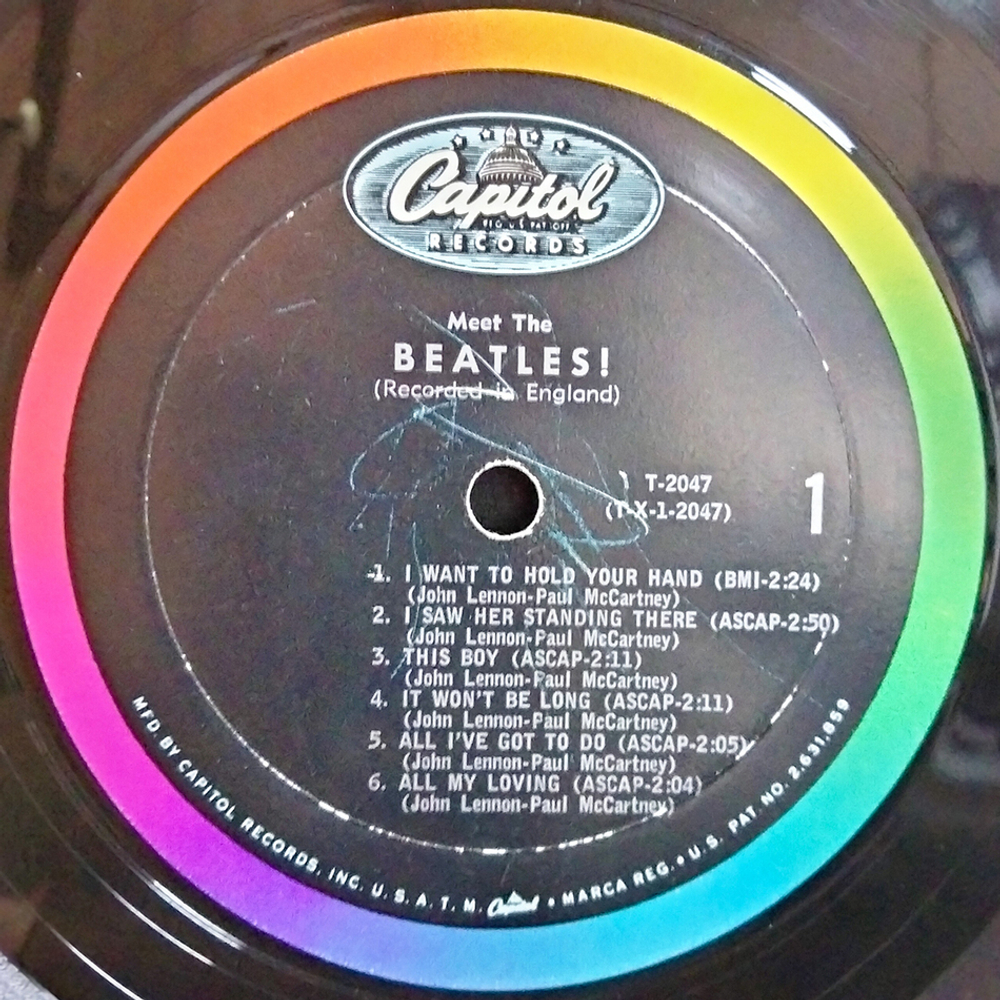 Capitol
REG. U.S. PAT. OFF.
RECORDS
Meet The
BEATLES!
(Recorded in England)
T-2047
(T-X-1-2047)
1
1. I WANT TO HOLD YOUR HAND (BMI-2:24)
(John Lennon-Paul McCartney)
2. I SAW HER STANDING THERE (ASCAP-2:50)
(John Lennon-Paul McCartney)
3. THIS BOY (ASCAP-2:11)
(John Lennon-Paul McCartney)
4. IT WON'T BE LONG (ASCAP-2:11)
(John Lennon-Paul McCartney)
5. ALL I'VE GOT TO DO (ASCAP-2:05)
(John Lennon-Paul McCartney)
6. ALL MY LOVING (ASCAP-2:04)
(John Lennon-Paul McCartney)
MFD. BY CAPITOL RECORDS, INC. U. S. A. T. M. Capitol • MARCA REG. • U.S. PAT. NO. 2,631,859